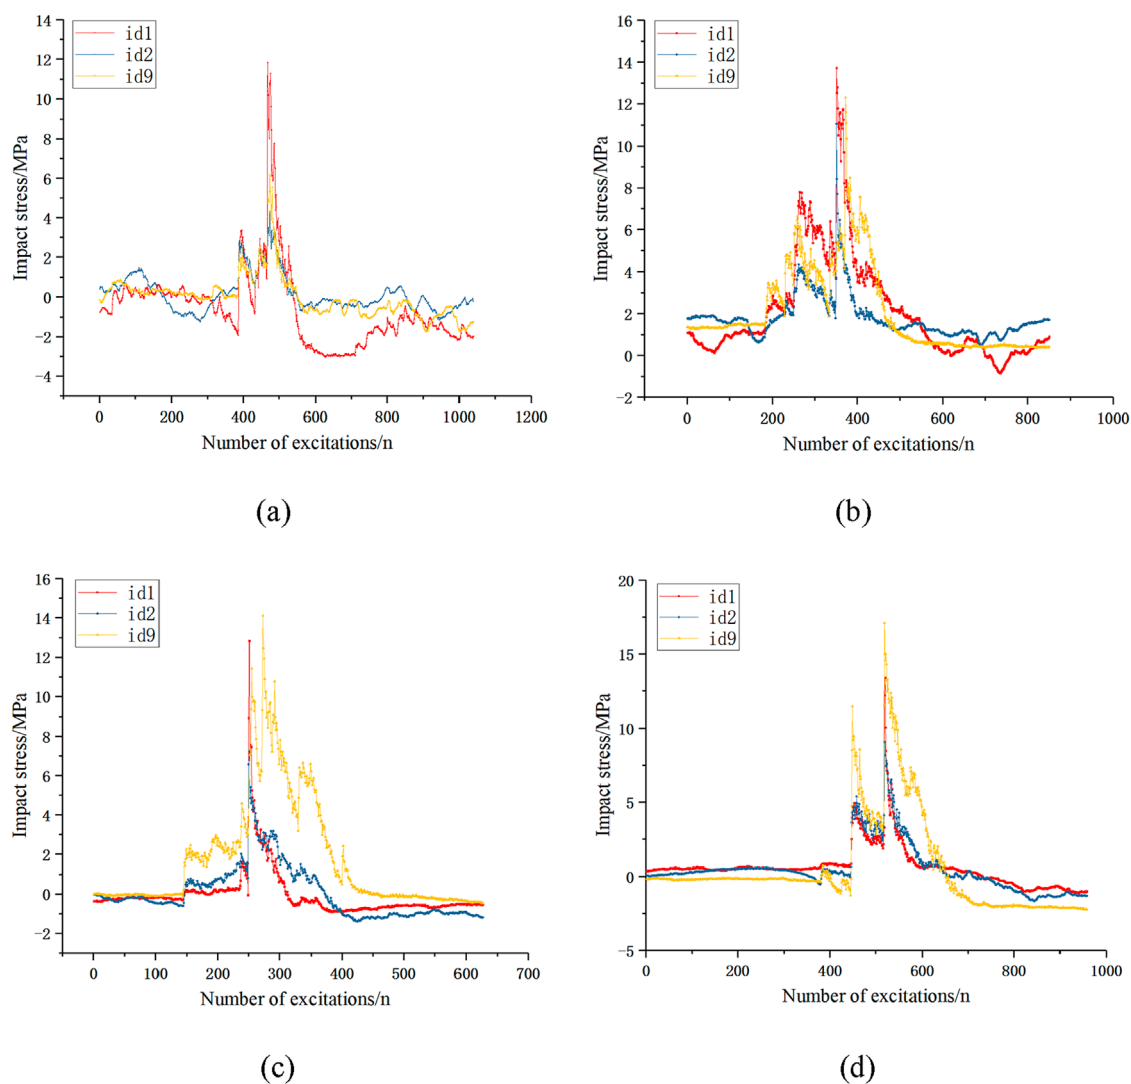 id1
id2
id9
14
12
10
8
6
4
2
0
−2
−4
Impact stress/MPa
0 200 400 600 800 1000 1200
Number of excitations/n
(a)
id1
id2
id9
16
14
12
10
8
6
4
2
0
-2
Impact stress/MPa
0 200 400 600 800 1000
Number of excitations/n
(b)
id1
id2
id9
16
14
12
10
8
6
4
2
0
−2
Impact stress/MPa
0 100 200 300 400 500 600 700
Number of excitations/n
(c)
id1
id2
id9
20
15
10
5
0
-5
Impact stress/MPa
0 200 400 600 800 1000
Number of excitations/n
(d)